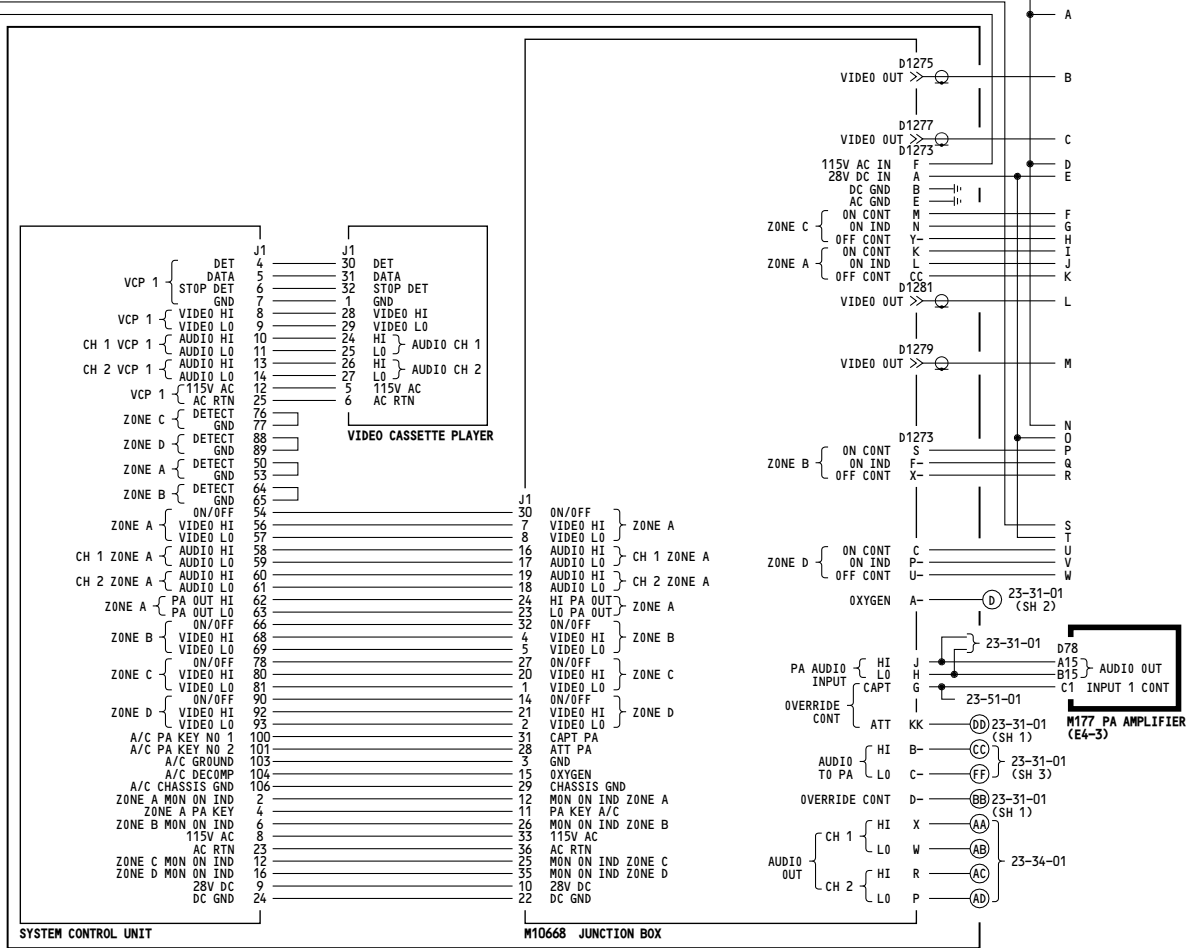 A
D1275
VIDEO OUT B
D1277
VIDEO OUT C
D1273
115V AC IN F D
28V DC IN A E
DC GND B
AC GND E
ZONE C ON CONT M F
ON IND N G
OFF CONT Y- H
ZONE A ON CONT K I
ON IND L J
OFF CONT CC K
D1281
VIDEO OUT L
D1279
VIDEO OUT M
N
D1273 O
ZONE B ON CONT S P
ON IND F- Q
OFF CONT X- R
S
T
ZONE D ON CONT C U
ON IND P- V
OFF CONT U- W
OXYGEN A- D 23-31-01
(SH 2)
23-31-01
PA AUDIO INPUT HI J
LO H
OVERRIDE CONT CAPT G
23-51-01
ATT KK DD 23-31-01
(SH 1)
AUDIO TO PA HI B- CC
LO C- FF
23-31-01
(SH 3)
OVERRIDE CONT D- BB 23-31-01
(SH 1)
AUDIO OUT CH 1 HI X AA
LO W AB
CH 2 HI R AC
LO P AD
23-34-01
D78
A15 AUDIO OUT
B15
C1 INPUT 1 CONT
M177 PA AMPLIFIER
(E4-3)
J1 J1
VCP 1 DET 4 30 DET
DATA 5 31 DATA
STOP DET 6 32 STOP DET
GND 7 1 GND
VCP 1 VIDEO HI 8 28 VIDEO HI
VIDEO LO 9 29 VIDEO LO
CH 1 VCP 1 AUDIO HI 10 24 HI AUDIO CH 1
AUDIO LO 11 25 LO
CH 2 VCP 1 AUDIO HI 13 26 HI AUDIO CH 2
AUDIO LO 14 27 LO
VCP 1 115V AC 12 5 115V AC
AC RTN 25 6 AC RTN
VIDEO CASSETTE PLAYER
ZONE C DETECT 76
GND 77
ZONE D DETECT 88
GND 89
ZONE A DETECT 50
GND 53
ZONE B DETECT 64
GND 65
J1
ZONE A ON/OFF 54 30 ON/OFF ZONE A
VIDEO HI 56 7 VIDEO HI
VIDEO LO 57 8 VIDEO LO
CH 1 ZONE A AUDIO HI 58 16 AUDIO HI CH 1 ZONE A
AUDIO LO 59 17 AUDIO LO
CH 2 ZONE A AUDIO HI 60 19 AUDIO HI CH 2 ZONE A
AUDIO LO 61 18 AUDIO LO
ZONE A PA OUT HI 62 24 HI PA OUT ZONE A
PA OUT LO 63 23 LO PA OUT
ZONE B ON/OFF 66 32 ON/OFF ZONE B
VIDEO HI 68 4 VIDEO HI
VIDEO LO 69 5 VIDEO LO
ZONE C ON/OFF 78 27 ON/OFF ZONE C
VIDEO HI 80 20 VIDEO HI
VIDEO LO 81 1 VIDEO LO
ZONE D ON/OFF 90 14 ON/OFF ZONE D
VIDEO HI 92 21 VIDEO HI
VIDEO LO 93 2 VIDEO LO
A/C PA KEY NO 1 100 31 CAPT PA
A/C PA KEY NO 2 101 28 ATT PA
A/C GROUND 103 3 GND
A/C DECOMP 104 15 OXYGEN
A/C CHASSIS GND 106 29 CHASSIS GND
ZONE A MON ON IND 2 12 MON ON IND ZONE A
ZONE A PA KEY 4 11 PA KEY A/C
ZONE B MON ON IND 6 26 MON ON IND ZONE B
115V AC 8 33 115V AC
AC RTN 23 36 AC RTN
ZONE C MON ON IND 12 25 MON ON IND ZONE C
ZONE D MON ON IND 16 35 MON ON IND ZONE D
28V DC 9 10 28V DC
DC GND 24 22 DC GND
SYSTEM CONTROL UNIT
M10668 JUNCTION BOX